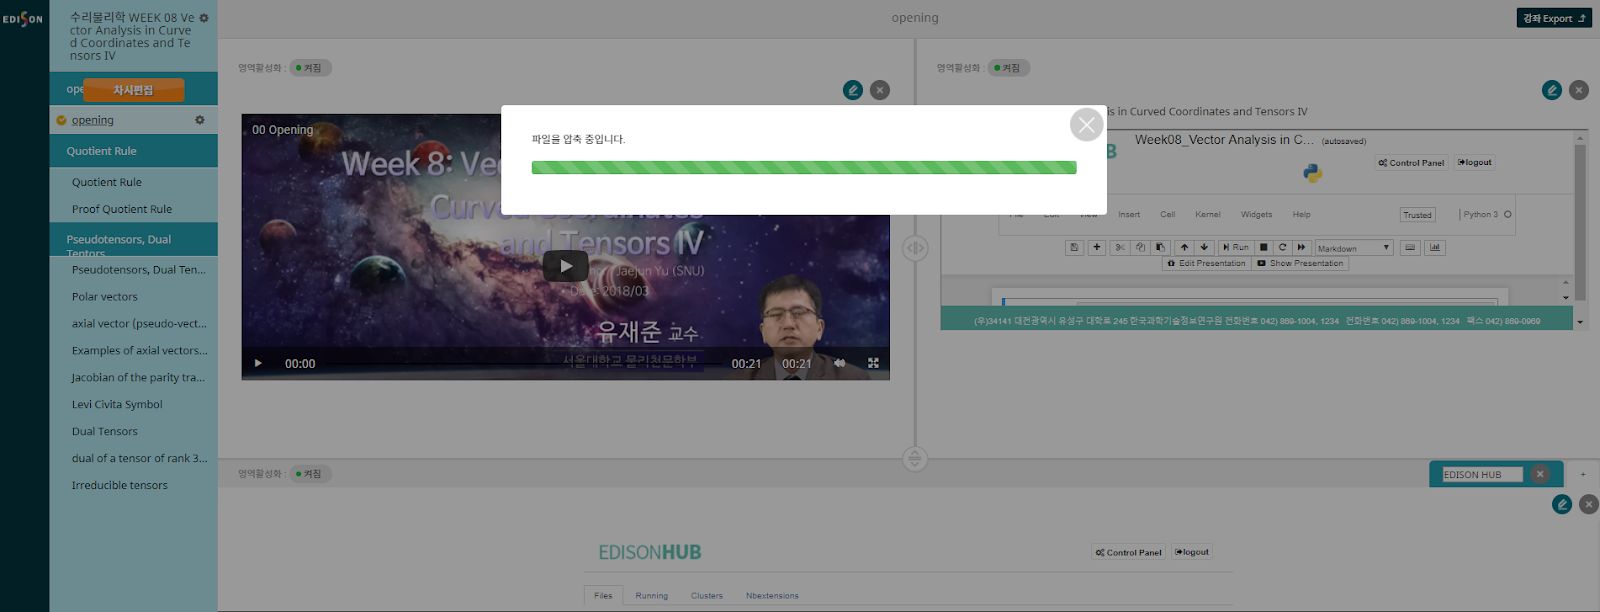 EDISON
수리물리학 WEEK 08 Ve
ctor Analysis in Curve
d Coordinates and Te
nsors IV
ope
차시편집
opening
Quotient Rule
Quotient Rule
Proof Quotient Rule
Pseudotensors, Dual
Tentors
Pseudotensors, Dual Ten...
Polar vectors
axial vector (pseudo-vect...
Examples of axial vectors...
Jacobian of the parity tra...
Levi Civita Symbol
Dual Tensors
dual of a tensor of rank 3...
Irreducible tensors
opening
강좌 Export
영역활성화 : 켜짐
00 Opening
Week 8: Vec
Curved Coordinates
and Tensors IV
Jaejun Yu (SNU)
Date: 2018/03
유재준 교수
서울대학교 물리천문학부
00:00
00:21
00:21
파일을 압축 중입니다.
영역활성화 : 켜짐
is in Curved Coordinates and Tensors IV
B
Week08_Vector Analysis in C... (autosaved)
Control Panel
logout
File Edit View Insert Cell Kernel Widgets Help
Trusted
Python 3
Run
Markdown
Edit Presentation
Show Presentation
(우)34141 대전광역시 유성구 대학로 245 한국과학기술정보연구원 전화번호 042) 869-1004, 1234 전화번호 042) 869-1004, 1234 팩스 042) 869-0969
영역활성화 : 켜짐
EDISON HUB
+
EDISONHUB
Control Panel
logout
Files Running Clusters Nbextensions